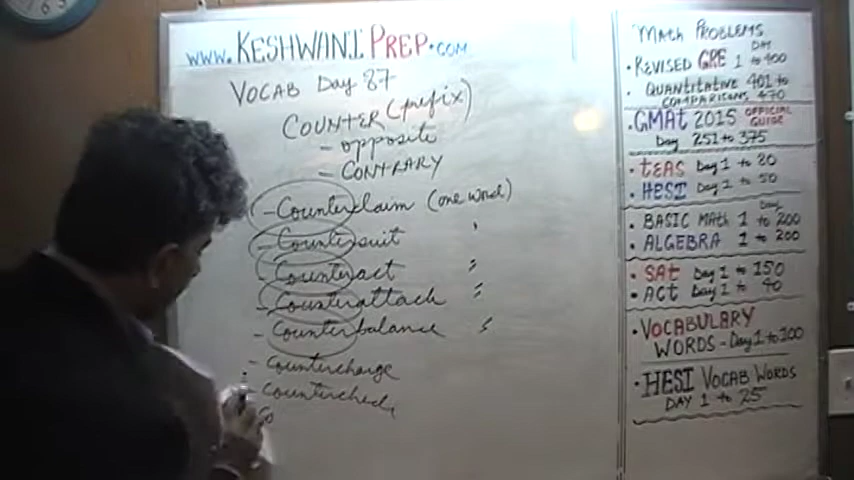 www.KESHWANI PREP.com
VOCAB Day 87
COUNTER (prefix)
- opposite
- CONTRARY
- Counterclaim (one word)
- Countersuit "
- Counteract "
- Counterattack "
- Counterbalance "
- Countercharge
- Countercheck
Co
MATH PROBLEMS
DAY
• REVISED GRE 1 to 400
• QUANTITATIVE 401 to
COMPARISONS 470
• GMAT 2015 OFFICIAL GUIDE
Day 251 to 375
• TEAS Day 1 to 20
• HESI Day 1 to 50
Day
• BASIC MATH 1 to 200
• ALGEBRA 1 to 200
• SAT Day 1 to 150
• ACT Day 1 to 40
• VOCABULARY
WORDS - Day 1 to 200
• HESI VOCAB WORDS
DAY 1 to 25